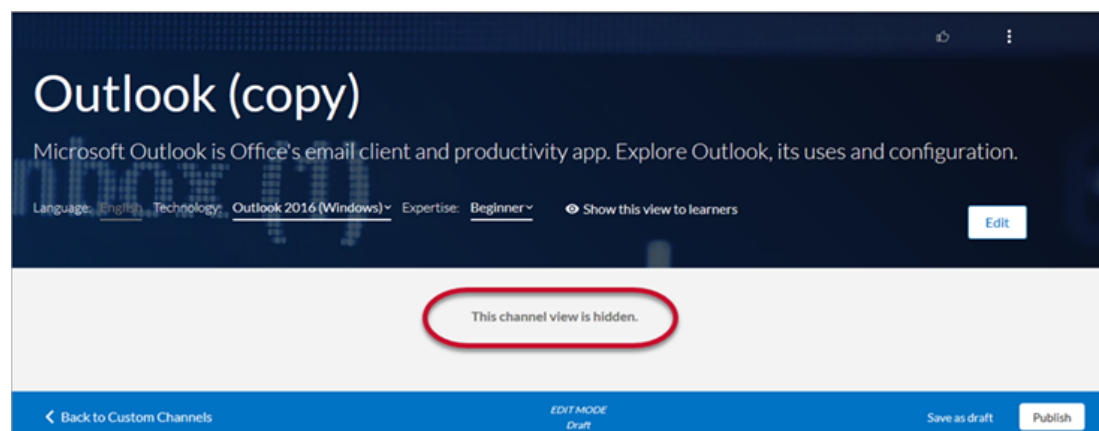 Outlook (copy)
Microsoft Outlook is Office's email client and productivity app. Explore Outlook, its uses and configuration.
Language: English Technology: Outlook 2016 (Windows) Expertise: Beginner Show this view to learners
Edit
This channel view is hidden.
Back to Custom Channels
EDIT MODE
Draft
Save as draft
Publish